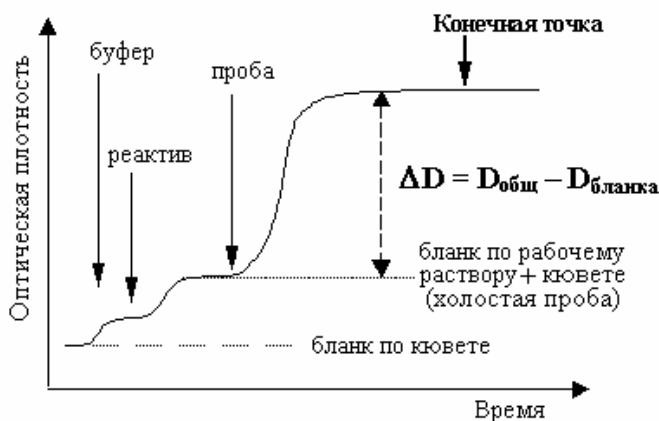 Конечная точка
буфер
проба
реактив
Оптическая плотность
ΔD = Dобщ – Dбланка
бланк по рабочему
раствору + кювете
(холостая проба)
бланк по кювете
Время